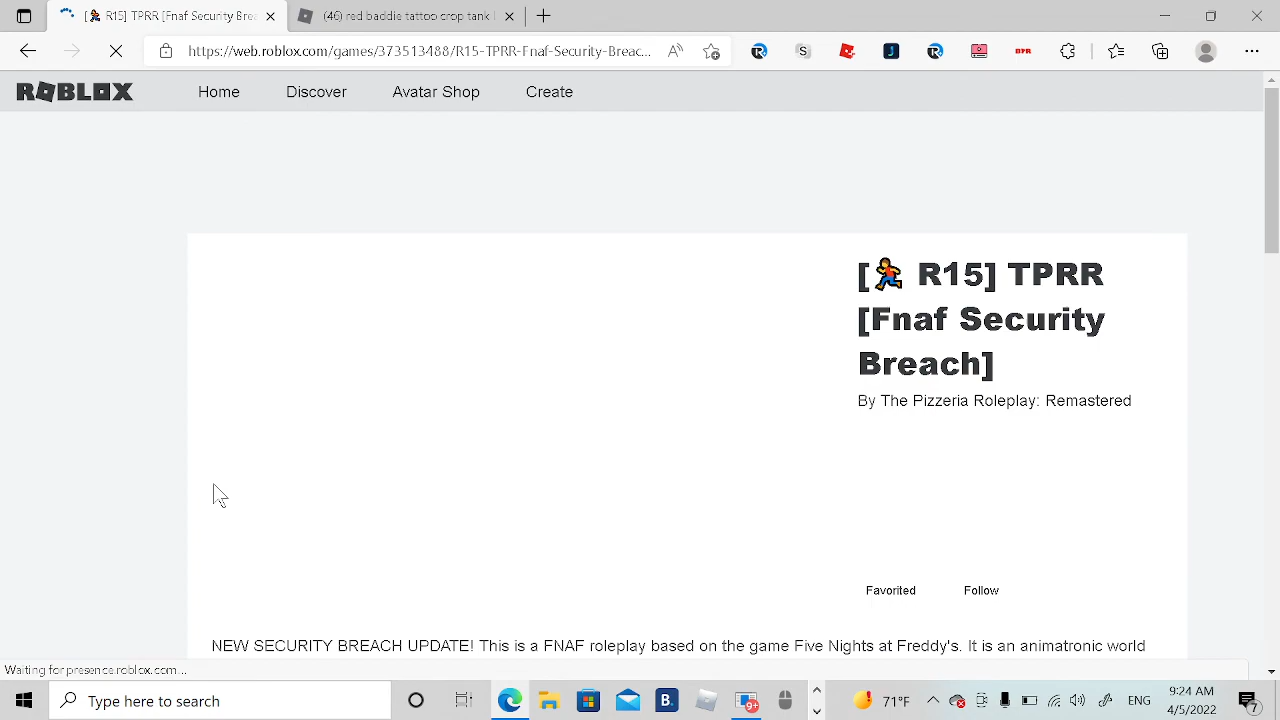 [🏃 R15] TPRR [Fnaf Security Brea
(46) red baddie tattoo crop tank t
https://web.roblox.com/games/373513488/R15-TPRR-Fnaf-Security-Breac...
BPR
ROBLOX Home Discover Avatar Shop Create
[🏃 R15] TPRR
[Fnaf Security
Breach]
By The Pizzeria Roleplay: Remastered
Favorited Follow
NEW SECURITY BREACH UPDATE! This is a FNAF roleplay based on the game Five Nights at Freddy's. It is an animatronic world
Waiting for presence.roblox.com...
Type here to search
9+
71°F
ENG
9:24 AM
4/5/2022
7